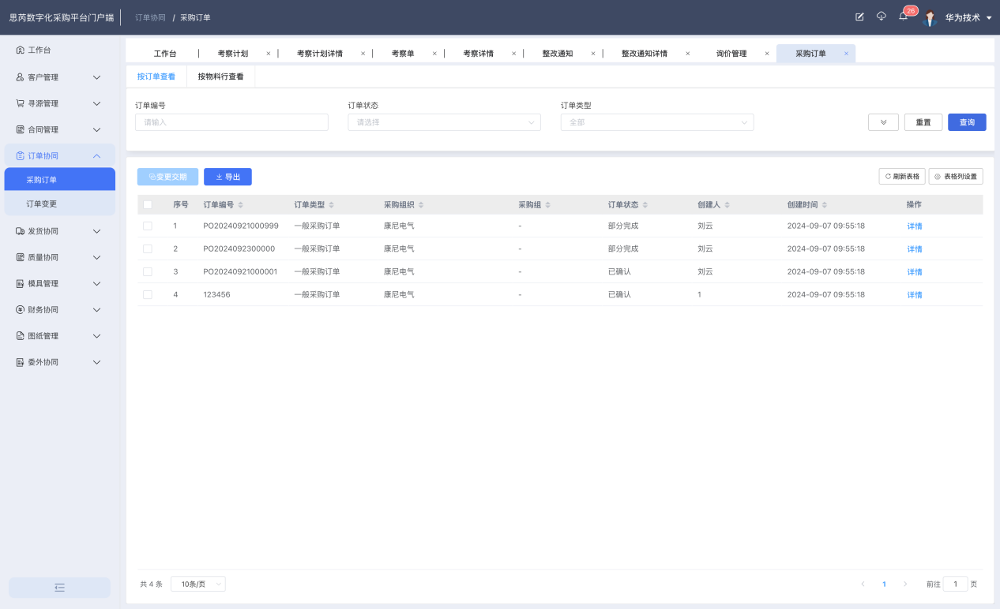 思芮数字化采购平台门户端 订单协同 / 采购订单 26 华为技术
工作台 考察计划 × 考察计划详情 × 考察单 × 考察详情 × 整改通知 × 整改通知详情 × 询价管理 × 采购订单 ×
工作台
客户管理
寻源管理
合同管理
订单协同
采购订单
订单变更
发货协同
质量协同
模具管理
财务协同
图纸管理
委外协同
按订单查看 按物料行查看
订单编号 订单状态 订单类型
请输入 请选择 全部 重置 查询
变更交期 导出 刷新表格 表格列设置
序号 订单编号 订单类型 采购组织 采购组 订单状态 创建人 创建时间 操作
1 PO20240921000999 一般采购订单 康尼电气 - 部分完成 刘云 2024-09-07 09:55:18 详情
2 PO2024092300000 一般采购订单 康尼电气 - 部分完成 刘云 2024-09-07 09:55:18 详情
3 PO20240921000001 一般采购订单 康尼电气 - 已确认 刘云 2024-09-07 09:55:18 详情
4 123456 一般采购订单 康尼电气 - 已确认 1 2024-09-07 09:55:18 详情
共 4 条 10条/页 1 前往 1 页